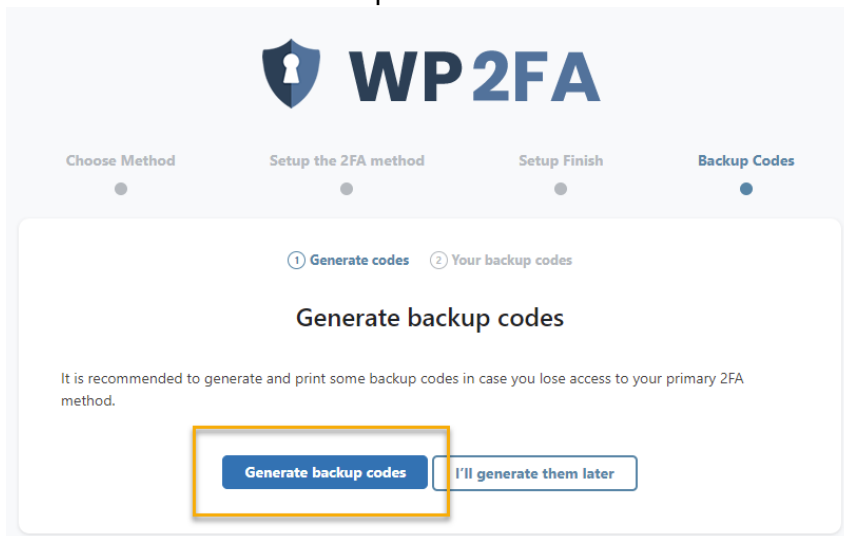 WP 2FA
Choose Method Setup the 2FA method Setup Finish Backup Codes
1 Generate codes 2 Your backup codes
Generate backup codes
It is recommended to generate and print some backup codes in case you lose access to your primary 2FA
method.
Generate backup codes I'll generate them later